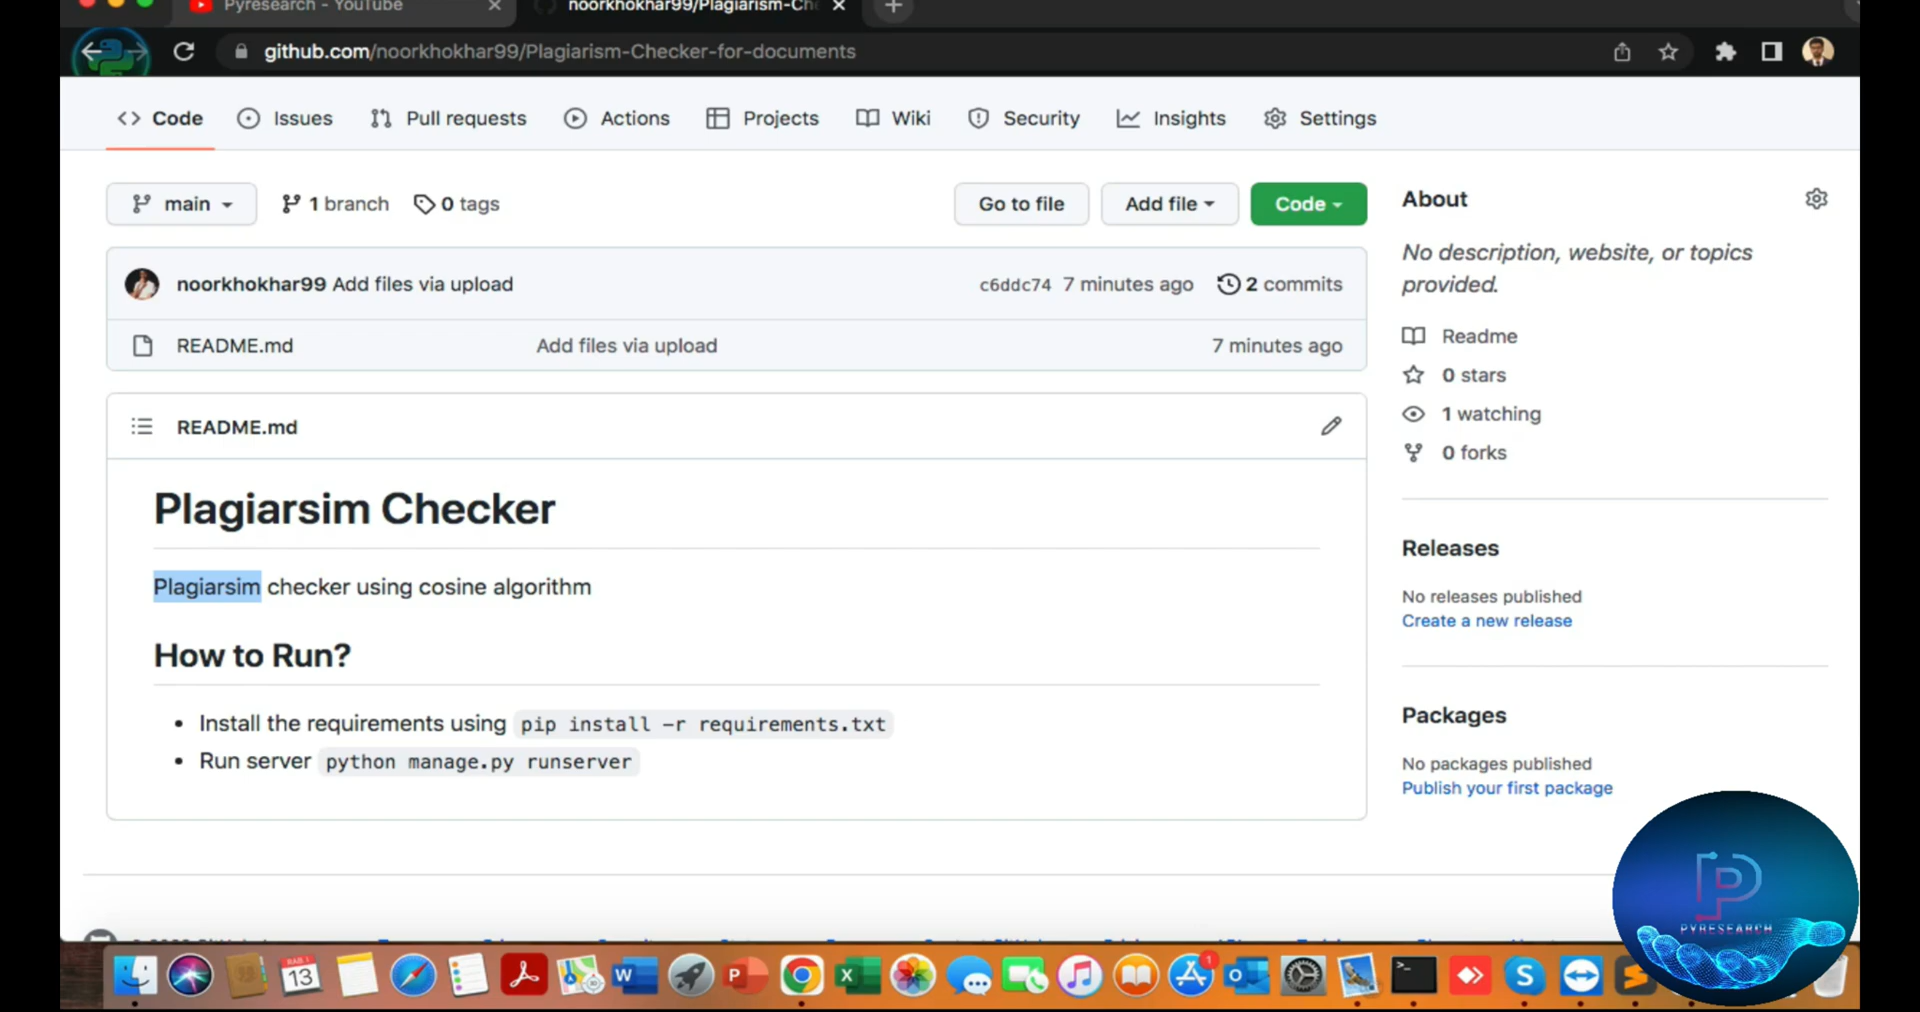 Pyresearch - YouTube
noorkhokhar99/Plagiarism-Ch
github.com/noorkhokhar99/Plagiarism-Checker-for-documents
Code Issues Pull requests Actions Projects Wiki Security Insights Settings
main 1 branch 0 tags Go to file Add file Code
noorkhokhar99 Add files via upload c6ddc74 7 minutes ago 2 commits
README.md Add files via upload 7 minutes ago
README.md
Plagiarsim Checker
Plagiarsim checker using cosine algorithm
How to Run?
• Install the requirements using pip install -r requirements.txt
• Run server python manage.py runserver
About
No description, website, or topics
provided.
Readme
0 stars
1 watching
0 forks
Releases
No releases published
Create a new release
Packages
No packages published
Publish your first package
PYRESEARCH
13
W
P
X
1
O
S